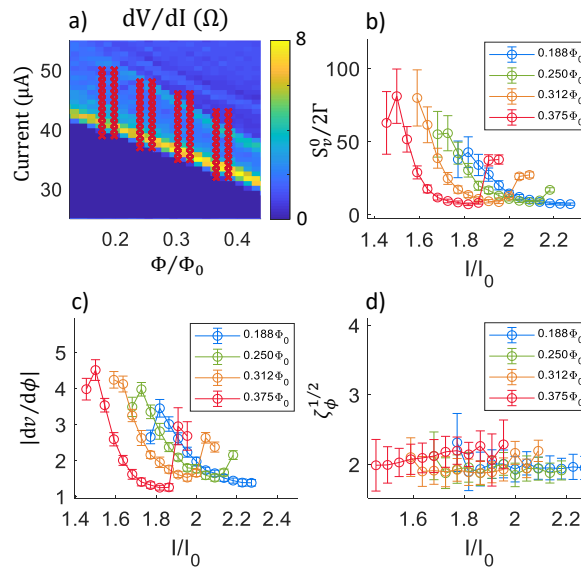 a) dV/dI (Ω)
50
40
30
Current (μA)
0.2 0.3 0.4
Φ/Φ₀
8
0
b)
100
50
0
S_v^0/2Γ
1.4 1.6 1.8 2 2.2
I/I₀
0.188Φ₀
0.250Φ₀
0.312Φ₀
0.375Φ₀
c)
5
4
3
2
1
|dv/dϕ|
1.4 1.6 1.8 2 2.2 2.4
I/I₀
0.188Φ₀
0.250Φ₀
0.312Φ₀
0.375Φ₀
d)
3
2
ζ_ϕ^1/2
1.4 1.6 1.8 2 2.2
I/I₀
0.188Φ₀
0.250Φ₀
0.312Φ₀
0.375Φ₀